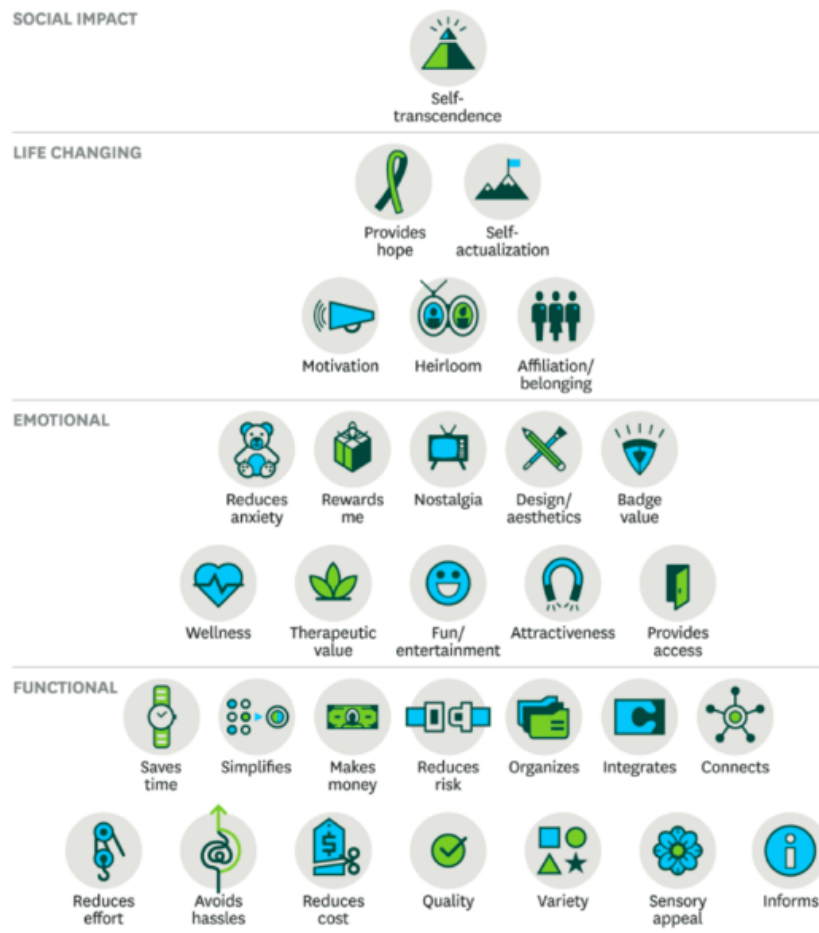 SOCIAL IMPACT
Self-
transcendence
LIFE CHANGING
Provides
hope
Self-
actualization
Motivation
Heirloom
Affiliation/
belonging
EMOTIONAL
Reduces
anxiety
Rewards
me
Nostalgia
Design/
aesthetics
Badge
value
Wellness
Therapeutic
value
Fun/
entertainment
Attractiveness
Provides
access
FUNCTIONAL
Saves
time
Simplifies
Makes
money
Reduces
risk
Organizes
Integrates
Connects
Reduces
effort
Avoids
hassles
$
Reduces
cost
Quality
Variety
Sensory
appeal
i
Informs